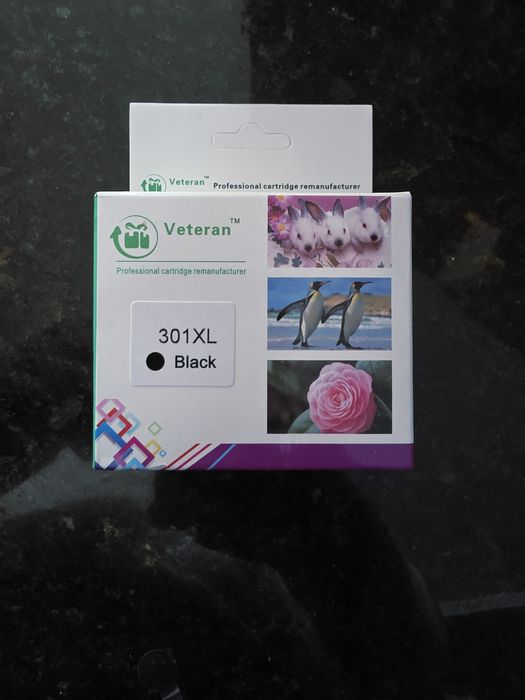 Veteran™ Professional cartridge remanufacturer
Veteran™
Professional cartridge remanufacturer
301XL
Black